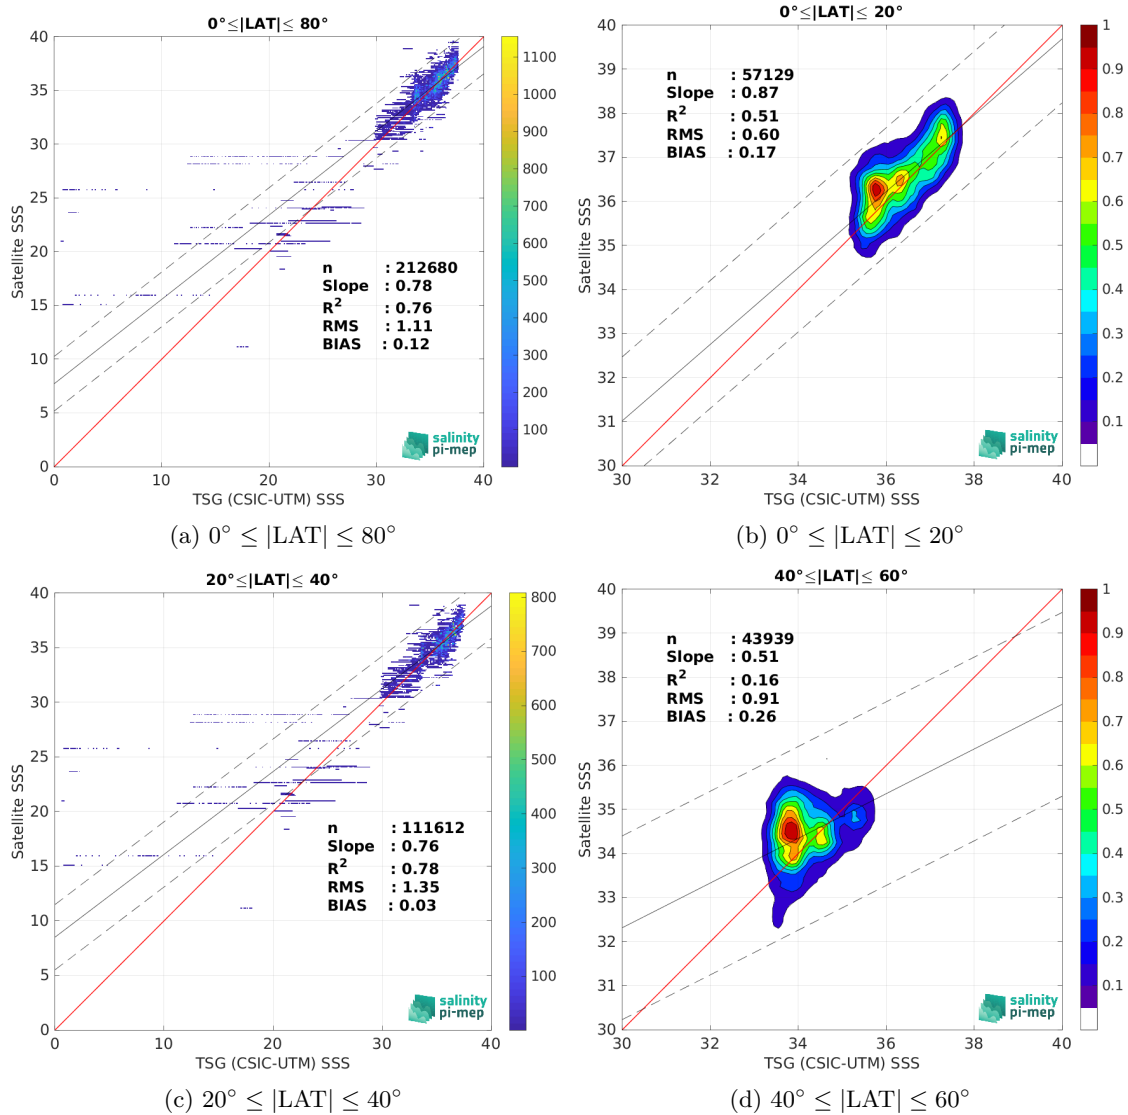 0°≤|LAT|≤ 80°
40
35
30
25
20
15
10
5
0
Satellite SSS
0
10
20
30
40
TSG (CSIC-UTM) SSS
n : 212680
Slope : 0.78
R2 : 0.76
RMS : 1.11
BIAS : 0.12
salinity
pi-mep
1100
1000
900
800
700
600
500
400
300
200
100
(a) 0° ≤ |LAT| ≤ 80°
0°≤|LAT|≤ 20°
40
39
38
37
36
35
34
33
32
31
30
Satellite SSS
30
32
34
36
38
40
TSG (CSIC-UTM) SSS
n : 57129
Slope : 0.87
R2 : 0.51
RMS : 0.60
BIAS : 0.17
salinity
pi-mep
1
0.9
0.8
0.7
0.6
0.5
0.4
0.3
0.2
0.1
(b) 0° ≤ |LAT| ≤ 20°
20°≤|LAT|≤ 40°
40
35
30
25
20
15
10
5
0
Satellite SSS
0
10
20
30
40
TSG (CSIC-UTM) SSS
n : 111612
Slope : 0.76
R2 : 0.78
RMS : 1.35
BIAS : 0.03
salinity
pi-mep
800
700
600
500
400
300
200
100
(c) 20° ≤ |LAT| ≤ 40°
40°≤|LAT|≤ 60°
40
39
38
37
36
35
34
33
32
31
30
Satellite SSS
30
32
34
36
38
40
TSG (CSIC-UTM) SSS
n : 43939
Slope : 0.51
R2 : 0.16
RMS : 0.91
BIAS : 0.26
salinity
pi-mep
1
0.9
0.8
0.7
0.6
0.5
0.4
0.3
0.2
0.1
(d) 40° ≤ |LAT| ≤ 60°